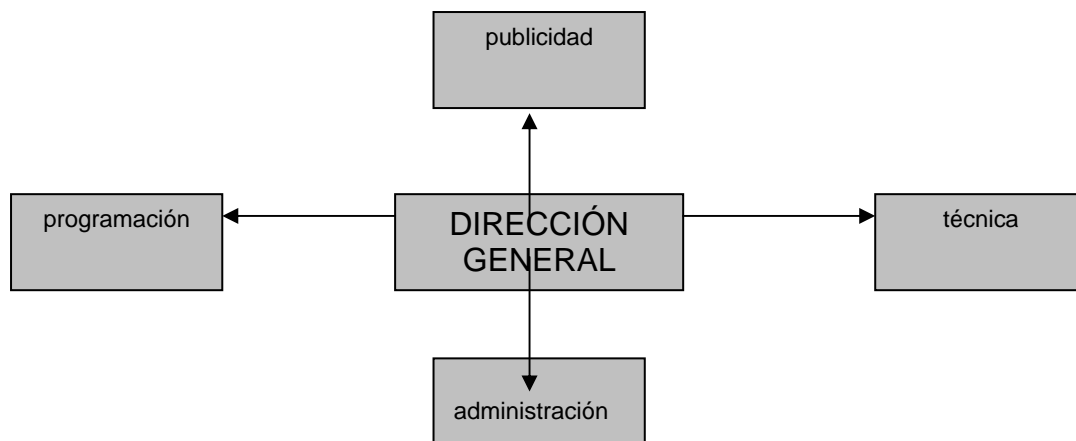 publicidad
programación
DIRECCIÓN
GENERAL
técnica
administración